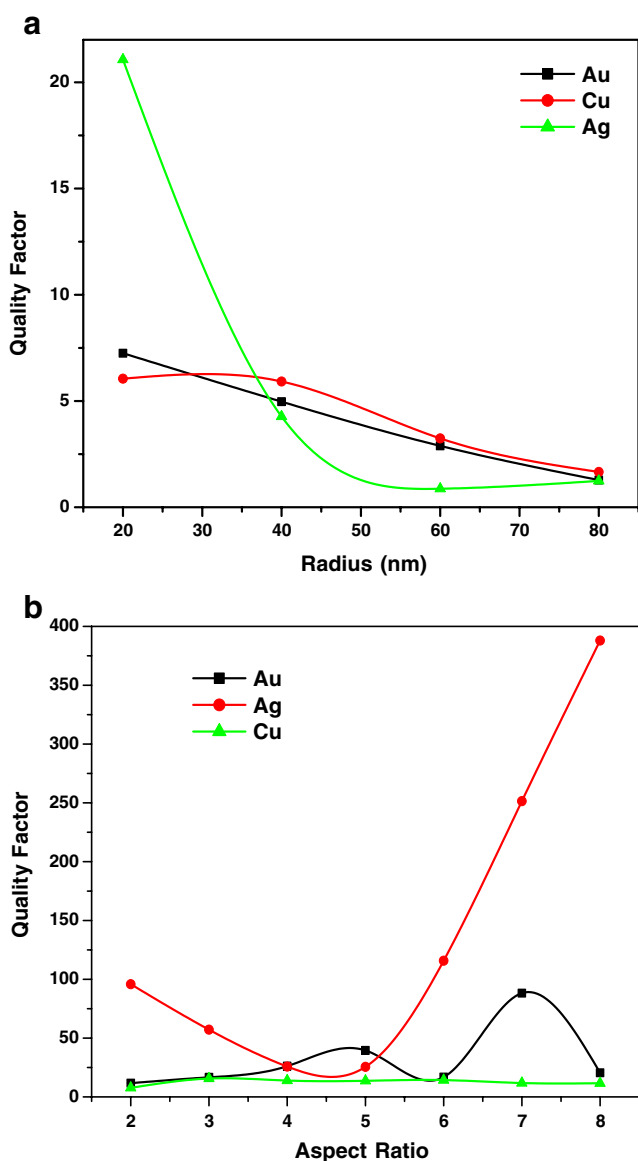 a
20
15
10
5
0
Quality Factor
Au
Cu
Ag
20 30 40 50 60 70 80
Radius (nm)
b
400
350
300
250
200
150
100
50
0
Quality Factor
Au
Ag
Cu
2 3 4 5 6 7 8
Aspect Ratio